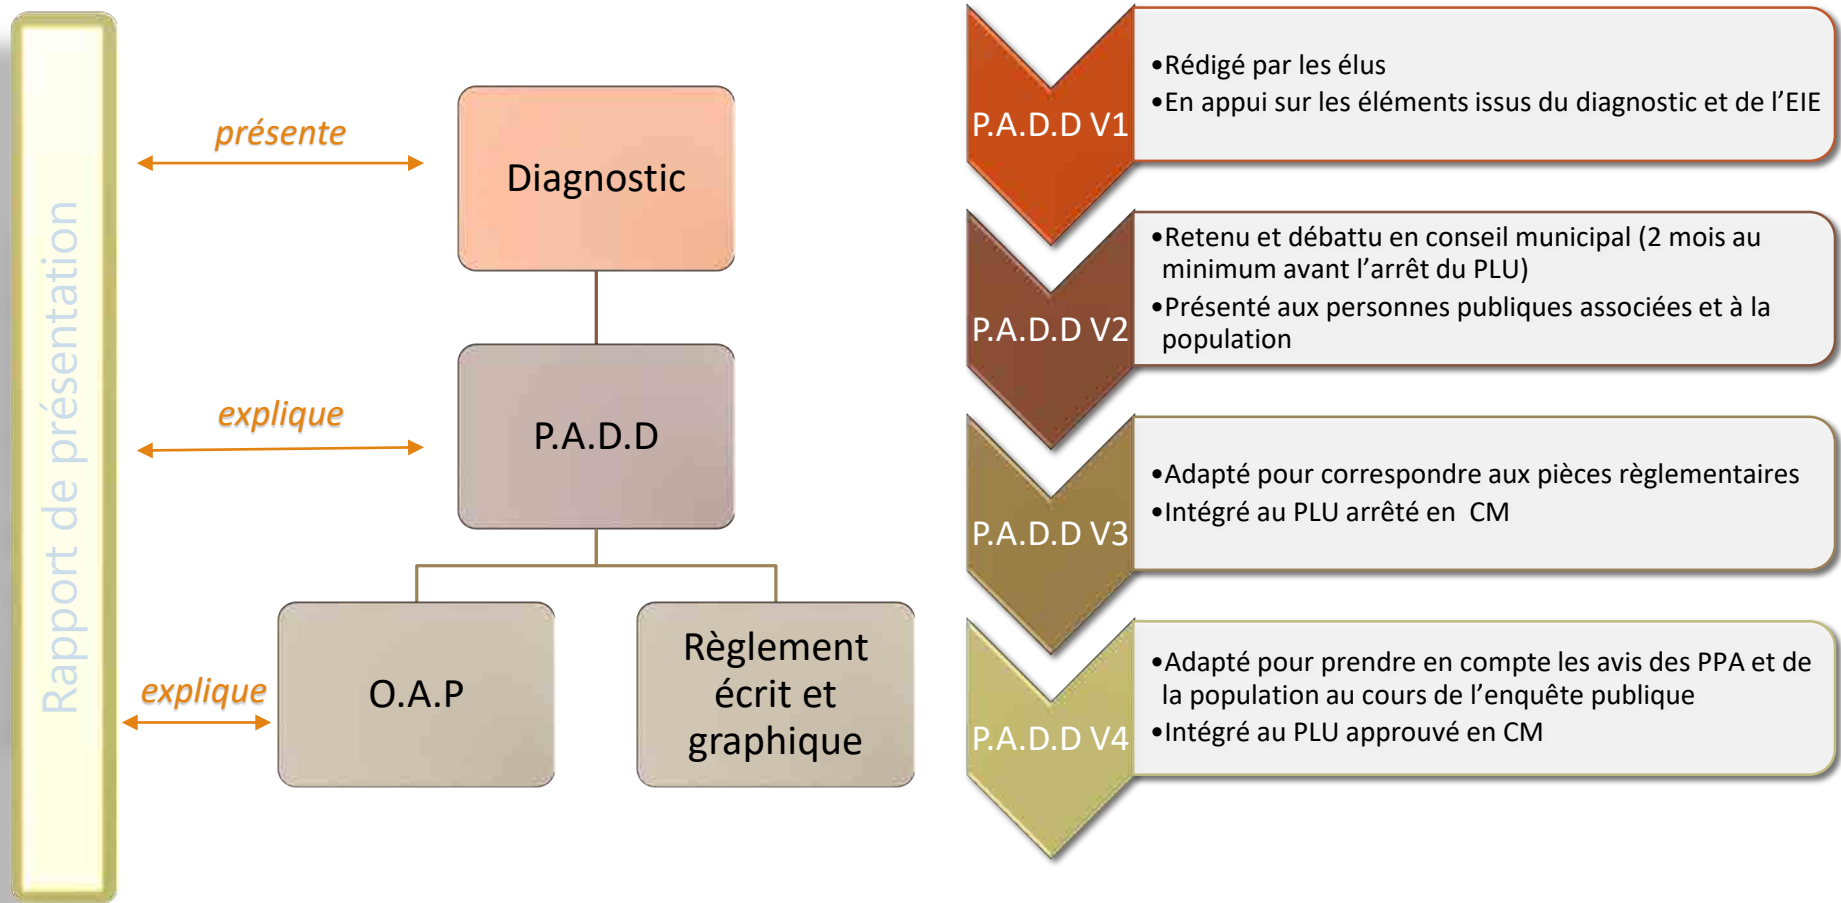 Rapport de présentation
présente
Diagnostic
explique
P.A.D.D
explique
O.A.P
Règlement
écrit et
graphique
P.A.D.D V1
•Rédigé par les élus
•En appui sur les éléments issus du diagnostic et de l’EIE
P.A.D.D V2
•Retenu et débattu en conseil municipal (2 mois au
minimum avant l’arrêt du PLU)
•Présenté aux personnes publiques associées et à la
population
P.A.D.D V3
•Adapté pour correspondre aux pièces règlementaires
•Intégré au PLU arrêté en CM
P.A.D.D V4
•Adapté pour prendre en compte les avis des PPA et de
la population au cours de l’enquête publique
•Intégré au PLU approuvé en CM